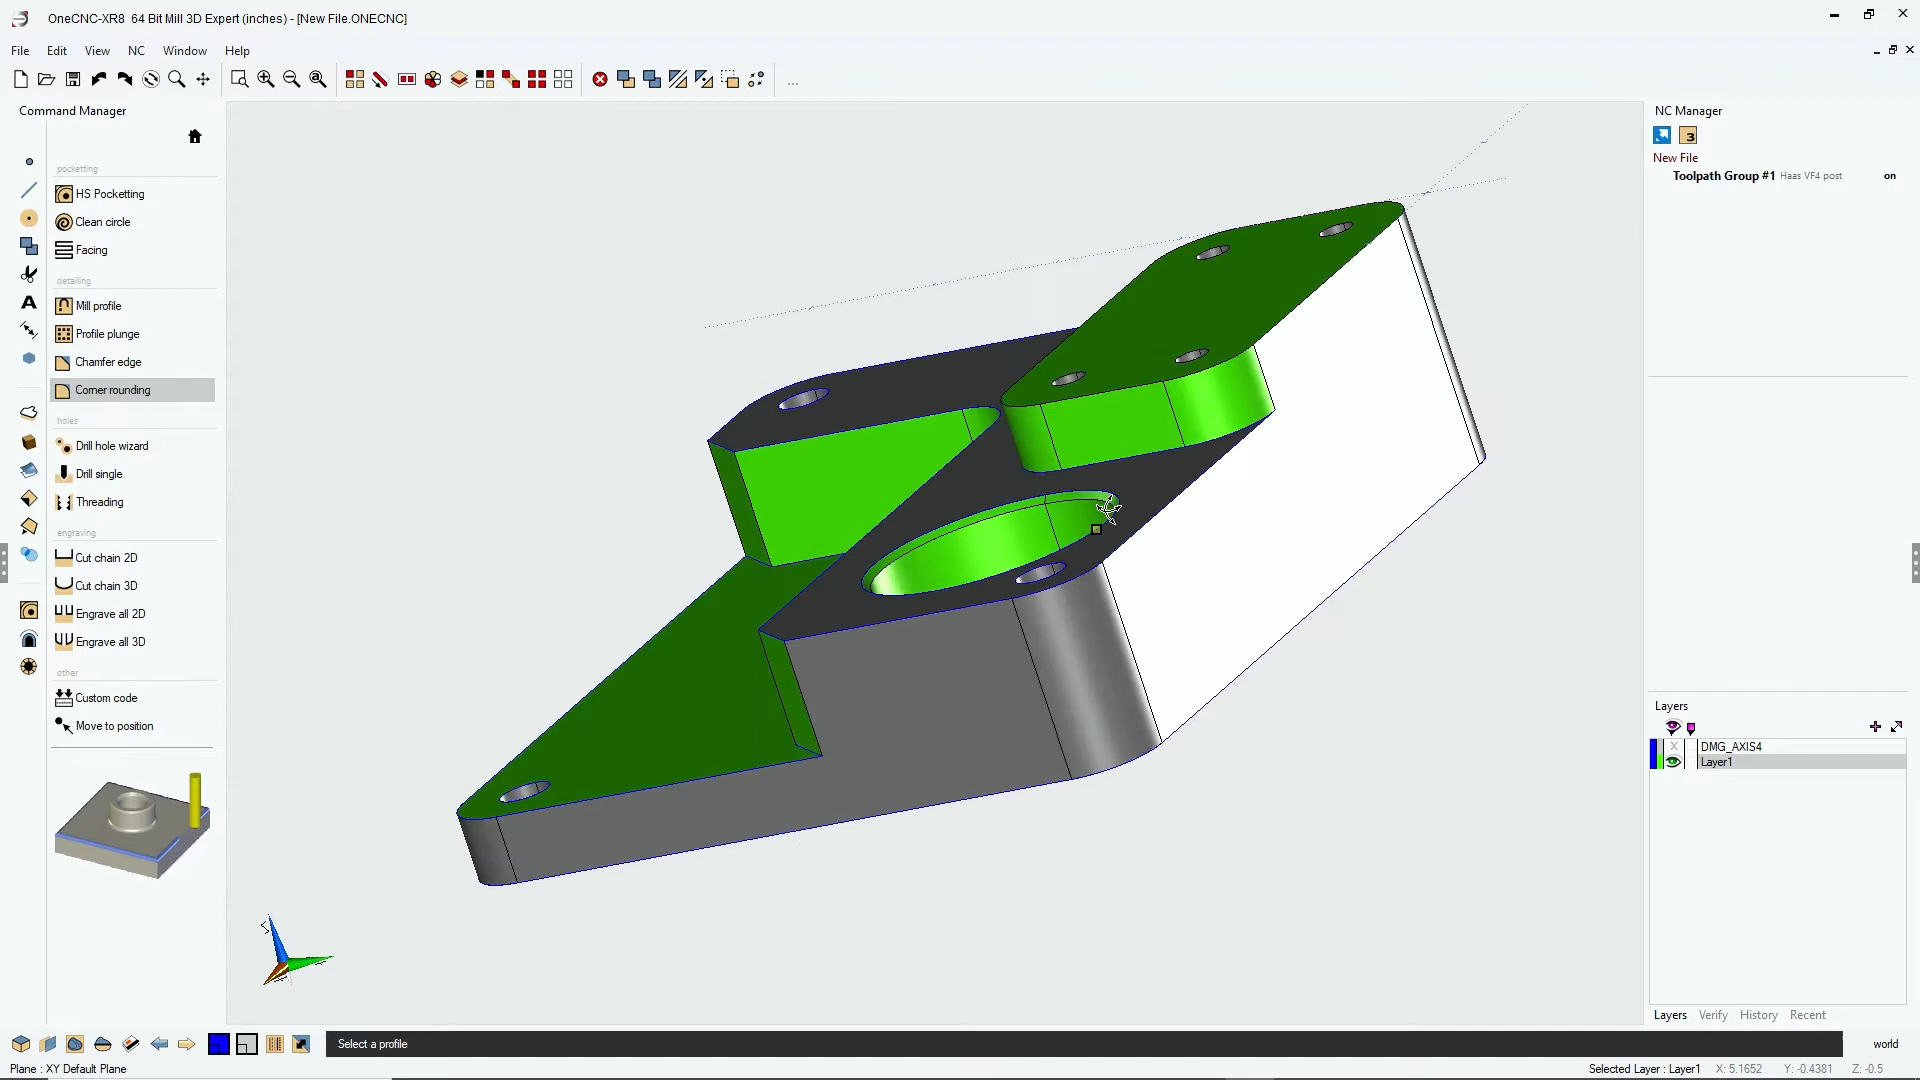 OneCNC-XR8 64 Bit Mill 3D Expert (inches) - [New File.ONECNC]
File Edit View NC Window Help
...
Command Manager
pocketting
HS Pocketting
Clean circle
Facing
detailing
Mill profile
Profile plunge
Chamfer edge
Corner rounding
holes
Drill hole wizard
Drill single
Threading
engraving
Cut chain 2D
Cut chain 3D
Engrave all 2D
Engrave all 3D
other
Custom code
Move to position
NC Manager
3
New File
Toolpath Group #1 Haas VF4 post on
Layers
X DMG_AXIS4
Layer1
Layers Verify History Recent
Select a profile
world
Plane : XY Default Plane
Selected Layer : Layer1 X: 5.1652 Y: -0.4381 Z: -0.5